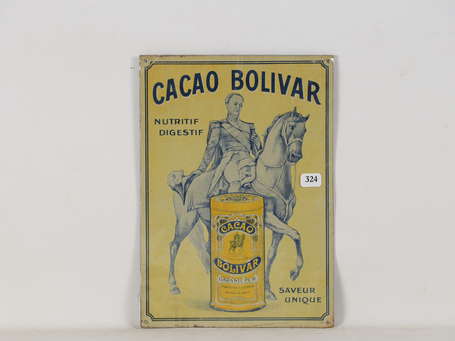 CACAO BOLIVAR
NUTRITIF
DIGESTIF
324
CACAO
BOLIVAR
SAVEUR
UNIQUE